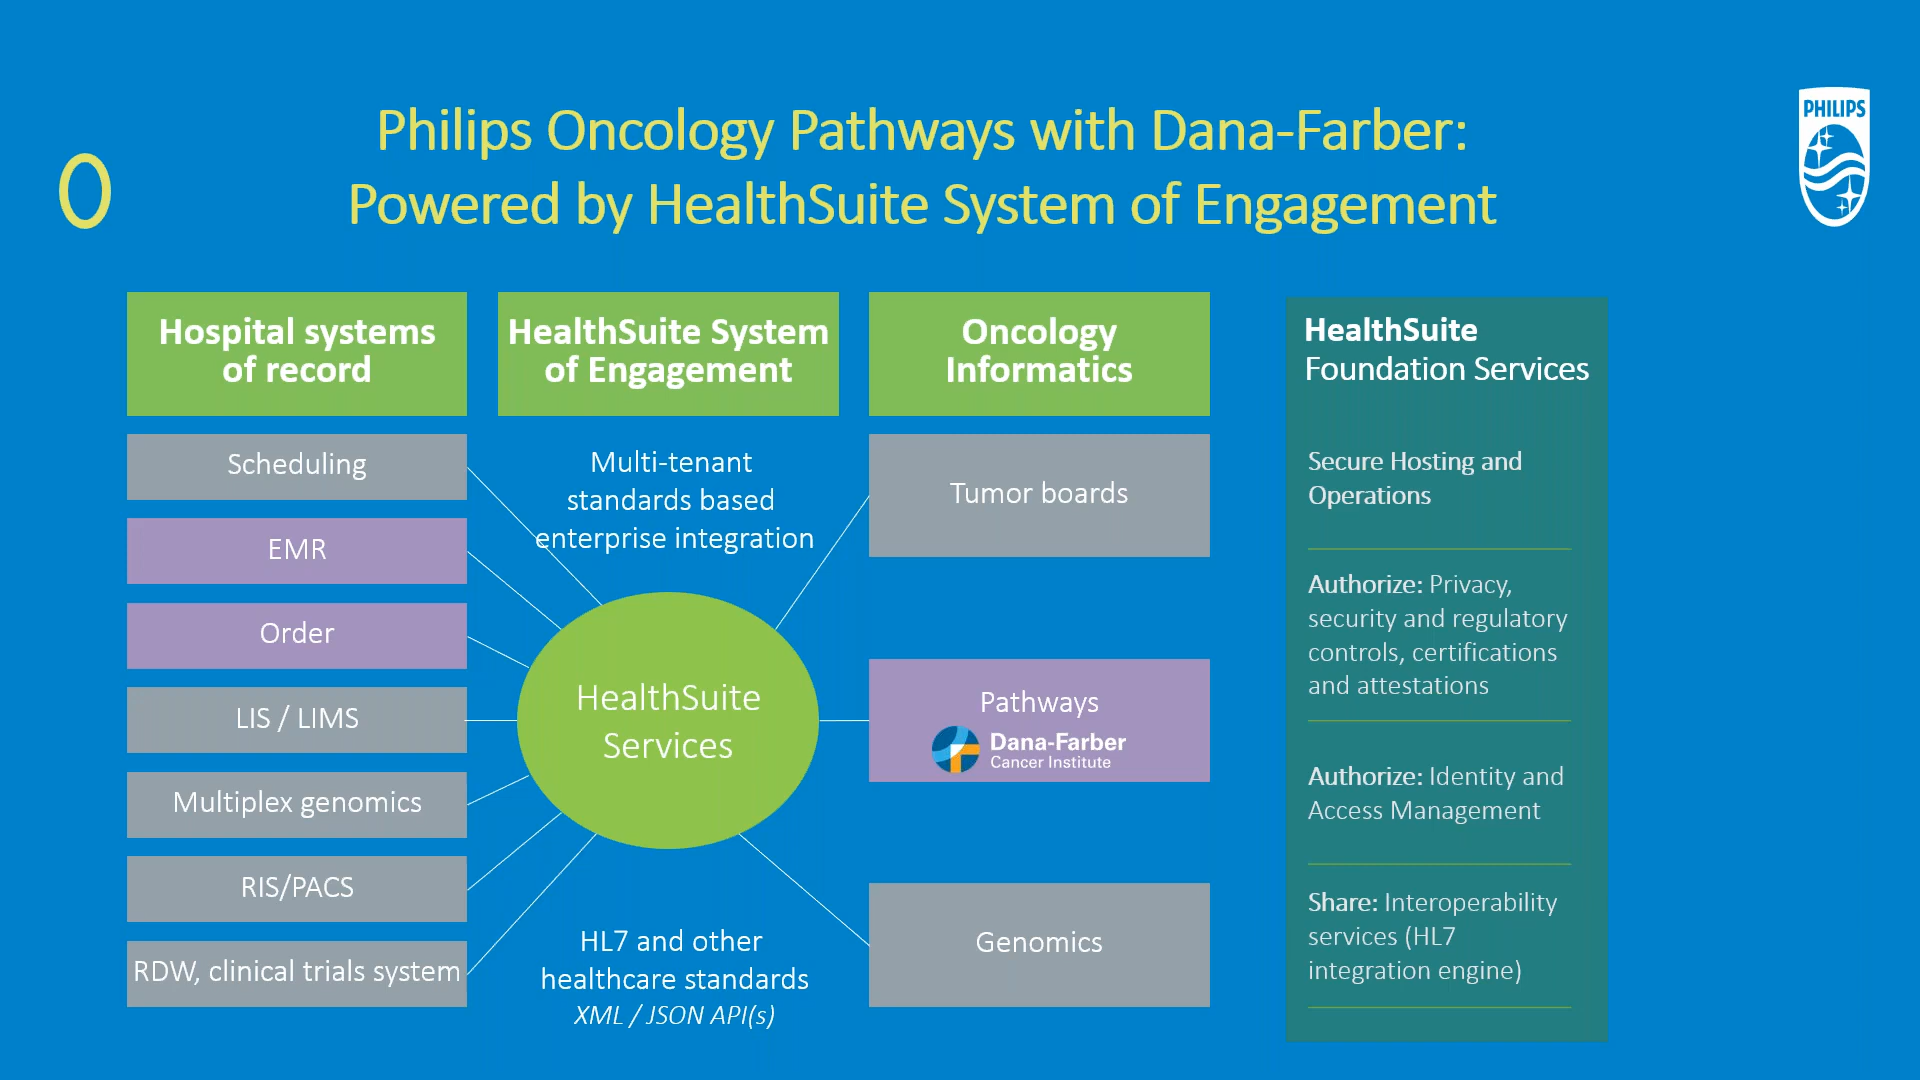 Philips Oncology Pathways with Dana-Farber:
Powered by HealthSuite System of Engagement
0
PHILIPS
Hospital systems
of record
Scheduling
EMR
Order
LIS / LIMS
Multiplex genomics
RIS/PACS
RDW, clinical trials system
HealthSuite System
of Engagement
Multi-tenant
standards based
enterprise integration
HealthSuite
Services
HL7 and other
healthcare standards
XML / JSON API(s)
Oncology
Informatics
Tumor boards
Pathways
Dana-Farber
Cancer Institute
Genomics
HealthSuite
Foundation Services
Secure Hosting and
Operations
Authorize: Privacy,
security and regulatory
controls, certifications
and attestations
Authorize: Identity and
Access Management
Share: Interoperability
services (HL7
integration engine)